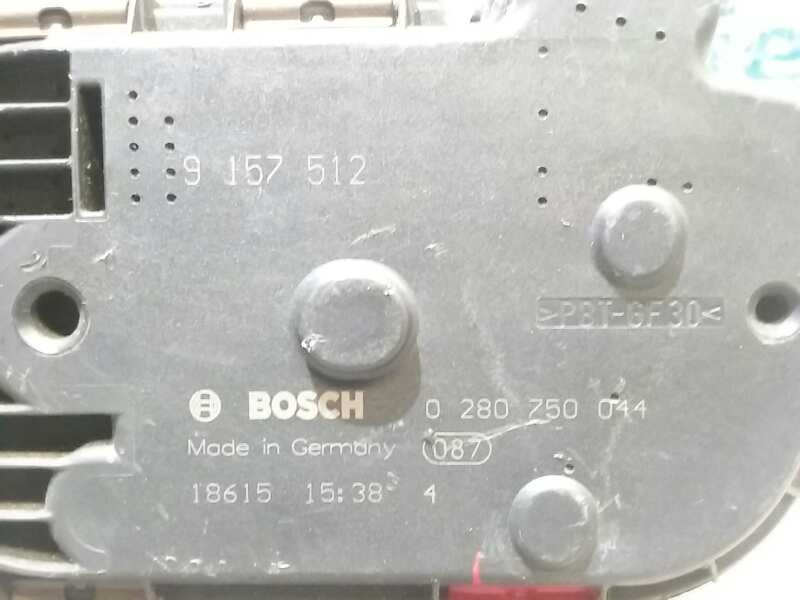 9 157 512
>PBT-GF30<
BOSCH 0 280 750 044
Made in Germany 087
18615 15:38 4